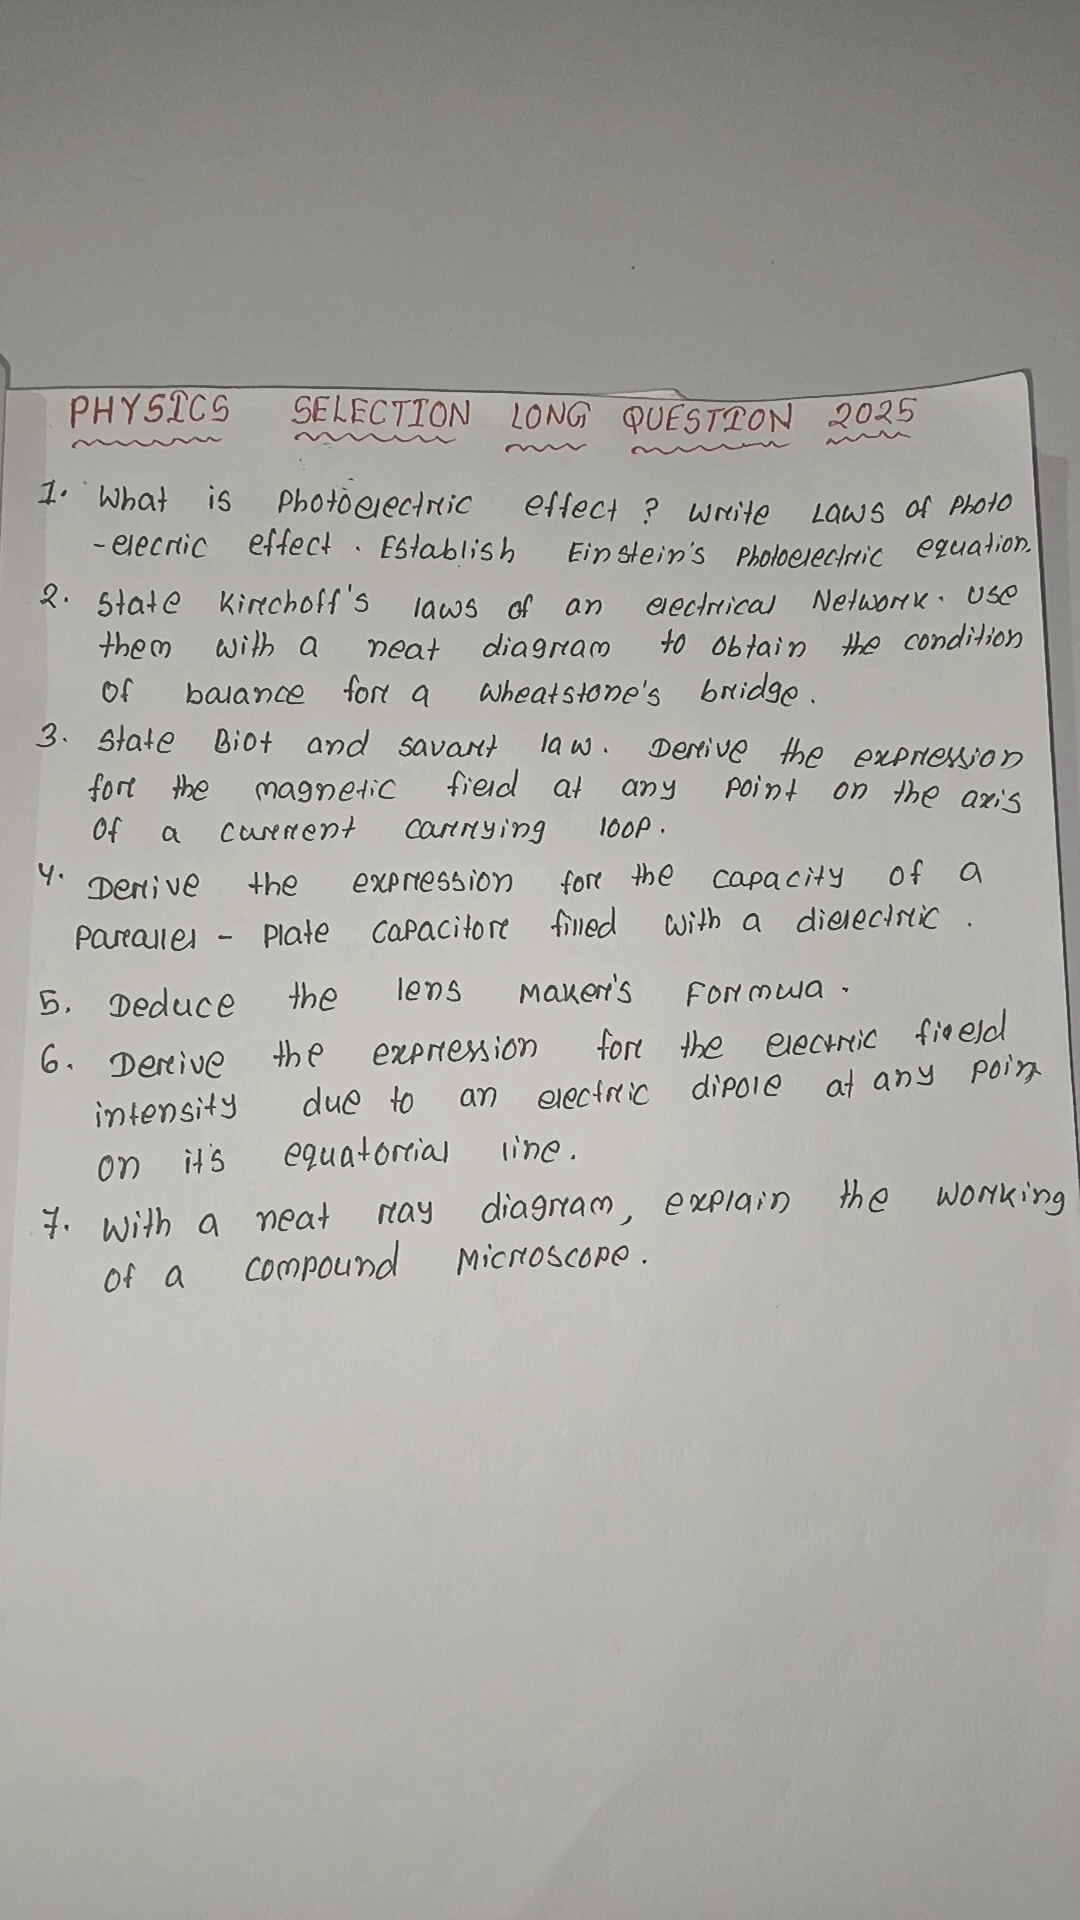 PHYSICS SELECTION LONG QUESTION 2025
1. What is Photoelectric effect ? Write Laws of Photo
-elecric effect. Establish Einstein's Photoelectric equation.
2. State Kirchoff's laws of an electrical Network. Use
them with a neat diagram to obtain the condition
of balance for a Wheatstone's bridge.
3. State Biot and savart law. Derive the expression
for the magnetic field at any point on the axis
Of a current carrying loop.
4. Derive the expression for the capacity of a
Parallel - Plate Capacitor filled with a dielectric.
5. Deduce the lens Maker's Formula.
6. Derive the expression for the electric fireld
intensity due to an electric dipole at any point
on it's equatorial line.
7. With a neat ray diagram, explain the working
of a compound Microscope.